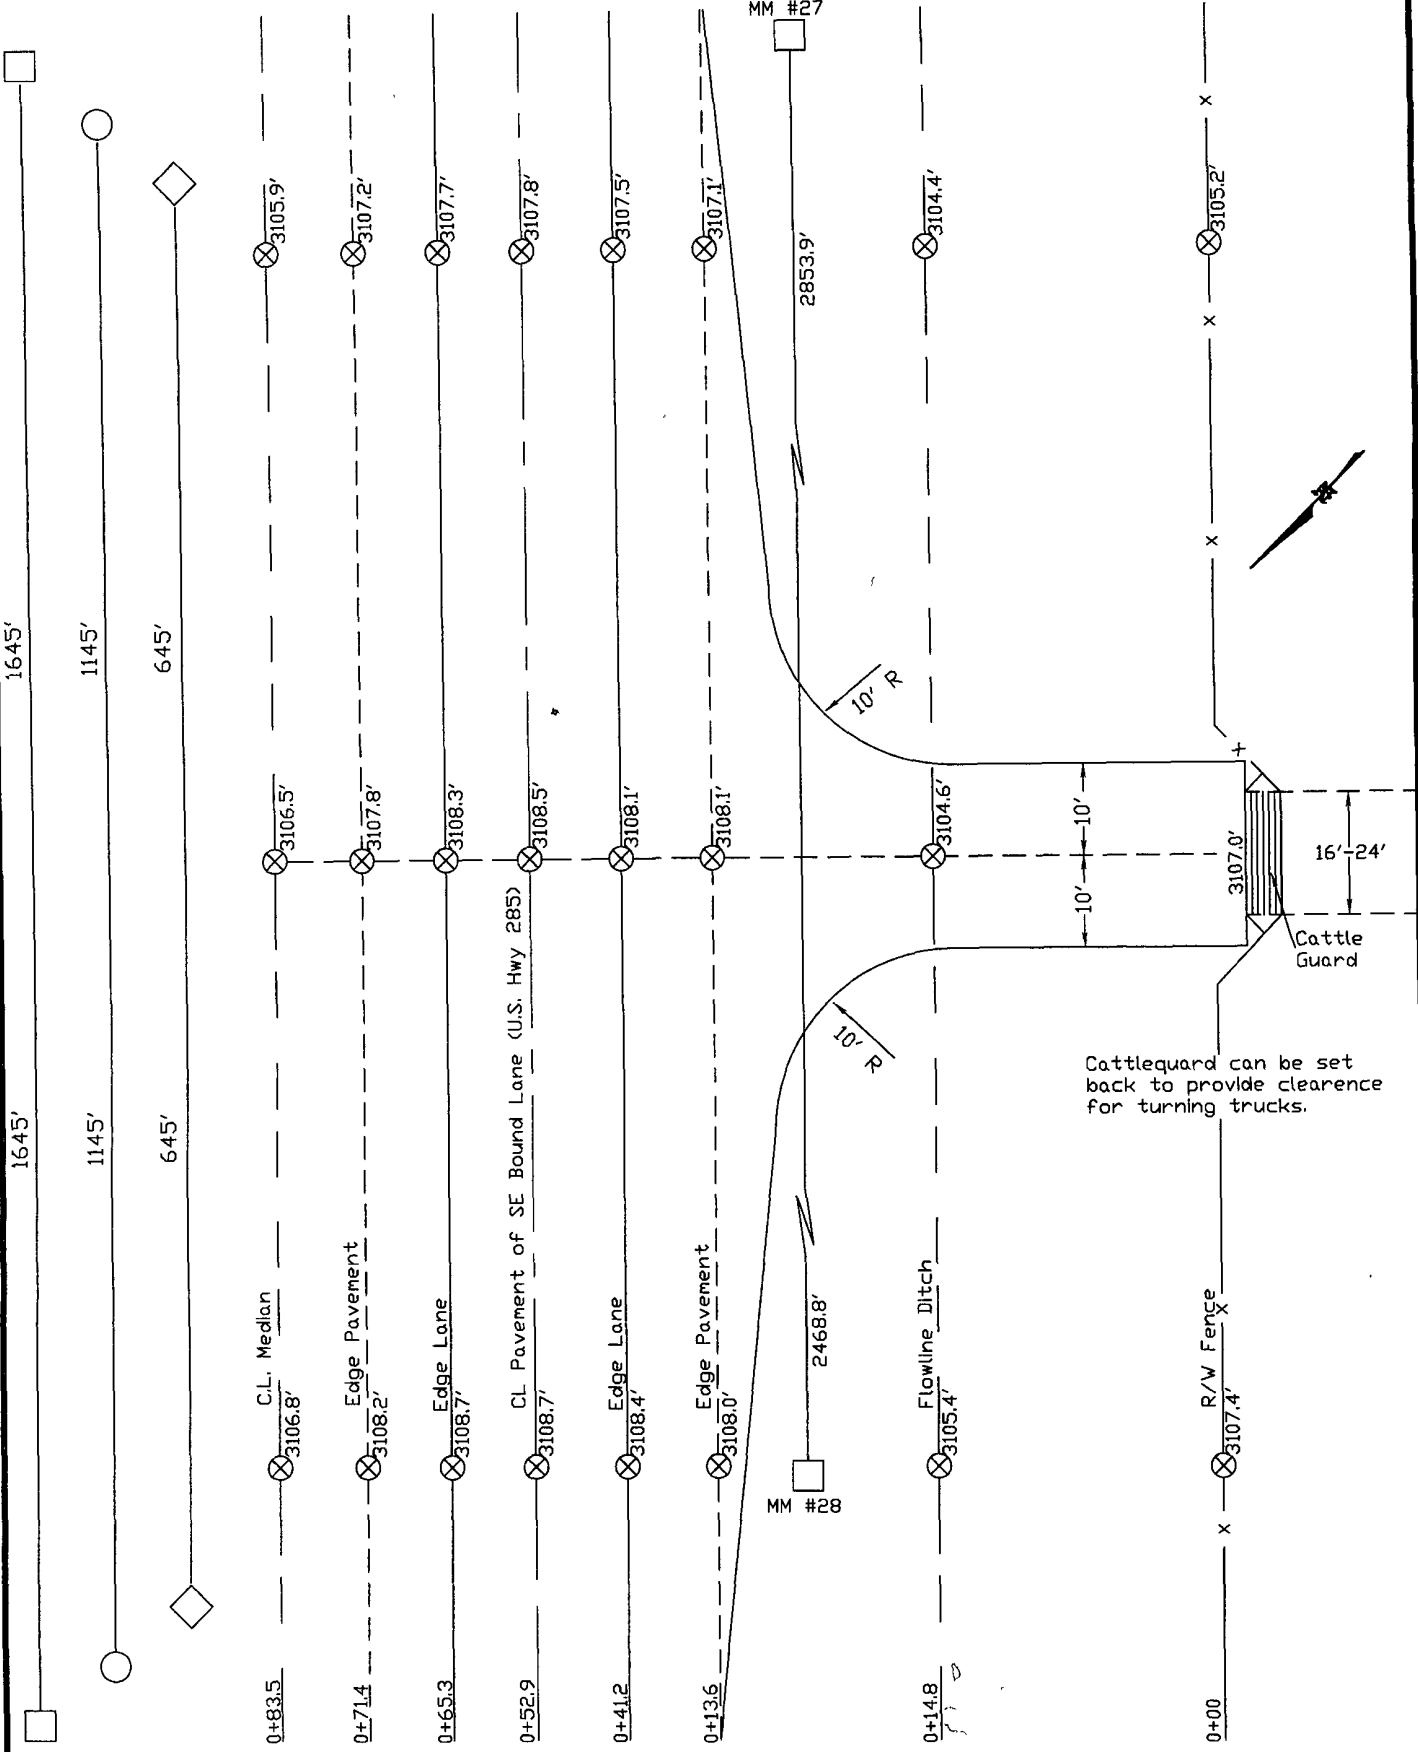 MM #27
1645'
1145'
645'
1645'
1145'
645'
3105.9'
3107.2'
3107.7'
3107.8'
3107.5'
3107.1'
3104.4'
3105.2'
2853.9'
10' R
3106.5'
3107.8'
3108.3'
3108.5'
3108.1'
3108.1'
3104.6'
3107.0'
10'
10'
16'-24'
Cattle
Guard
10' R
Cattleguard can be set
back to provide clearence
for turning trucks.
C.L. Median
Edge Pavement
Edge Lane
CL Pavement of SE Bound Lane (U.S. Hwy 285)
Edge Lane
Edge Pavement
Flowline Ditch
R/W Fence
2468.8'
3106.8'
3108.2'
3108.7'
3108.7'
3108.4'
3108.0'
3105.4'
3107.4'
MM #28
0+83.5
0+71.4
0+65.3
0+52.9
0+41.2
0+13.6
0+14.8
0+00